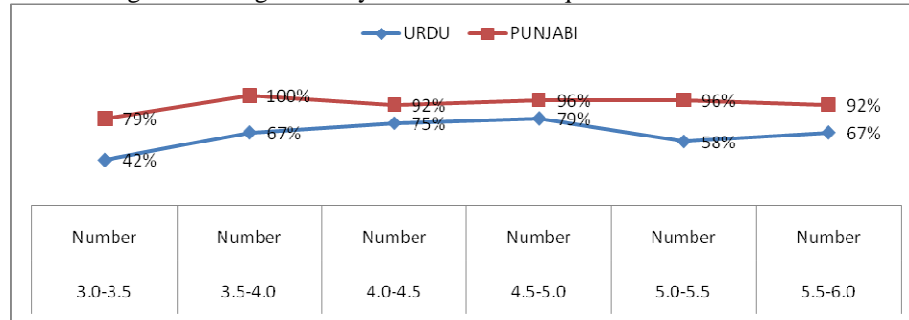 URDU PUNJABI
100%
92% 96% 96% 92%
79%
75% 79%
67% 58% 67%
42%
Number Number Number Number Number Number
3.0-3.5 3.5-4.0 4.0-4.5 4.5-5.0 5.0-5.5 5.5-6.0